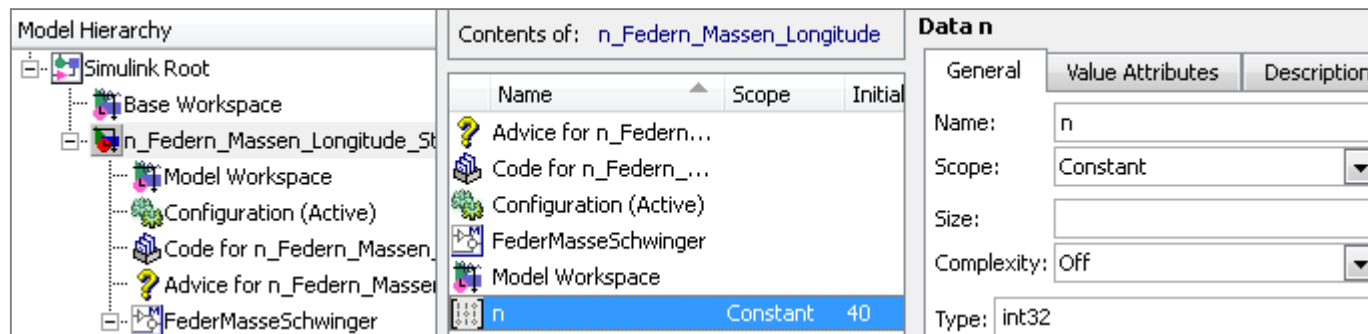 Model Hierarchy
Simulink Root
Base Workspace
n_Federn_Massen_Longitude_St
Model Workspace
Configuration (Active)
Code for n_Federn_Massen_
Advice for n_Federn_Massen
FederMasseSchwinger
Contents of: n_Federn_Massen_Longitude
Name Scope Initial
Advice for n_Federn...
Code for n_Federn_...
Configuration (Active)
FederMasseSchwinger
Model Workspace
n Constant 40
Data n
General Value Attributes Description
Name: n
Scope: Constant
Size:
Complexity: Off
Type: int32